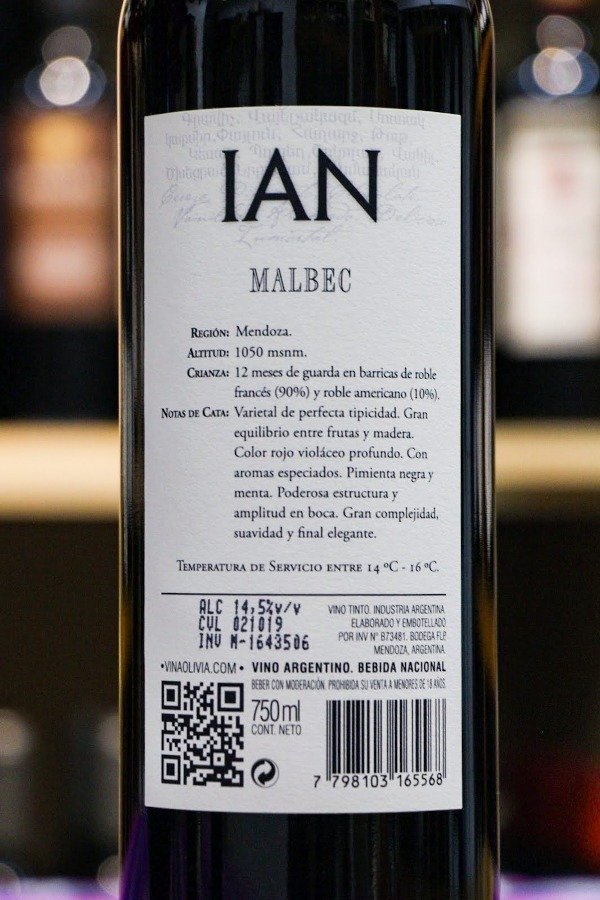 IAN
MALBEC
REGIÓN: Mendoza.
ALTITUD: 1050 msnm.
CRIANZA: 12 meses de guarda en barricas de roble
francés (90%) y roble americano (10%).
NOTAS DE CATA: Varietal de perfecta tipicidad. Gran
equilibrio entre frutas y madera.
Color rojo violáceo profundo. Con
aromas especiados. Pimienta negra y
menta. Poderosa estructura y
amplitud en boca. Gran complejidad,
suavidad y final elegante.
TEMPERATURA DE SERVICIO ENTRE 14 ºC - 16 ºC.
ALC 14,5%v/v
CVL 021019
INV M-1643506
VINO TINTO. INDUSTRIA ARGENTINA.
ELABORADO Y EMBOTELLADO
POR INV Nº B73481. BODEGA FLP.
MENDOZA, ARGENTINA.
•VINAOLIVIA.COM• VINO ARGENTINO. BEBIDA NACIONAL
BEBER CON MODERACIÓN. PROHIBIDA SU VENTA A MENORES DE 18 AÑOS.
750ml
CONT. NETO
7 798103 165568